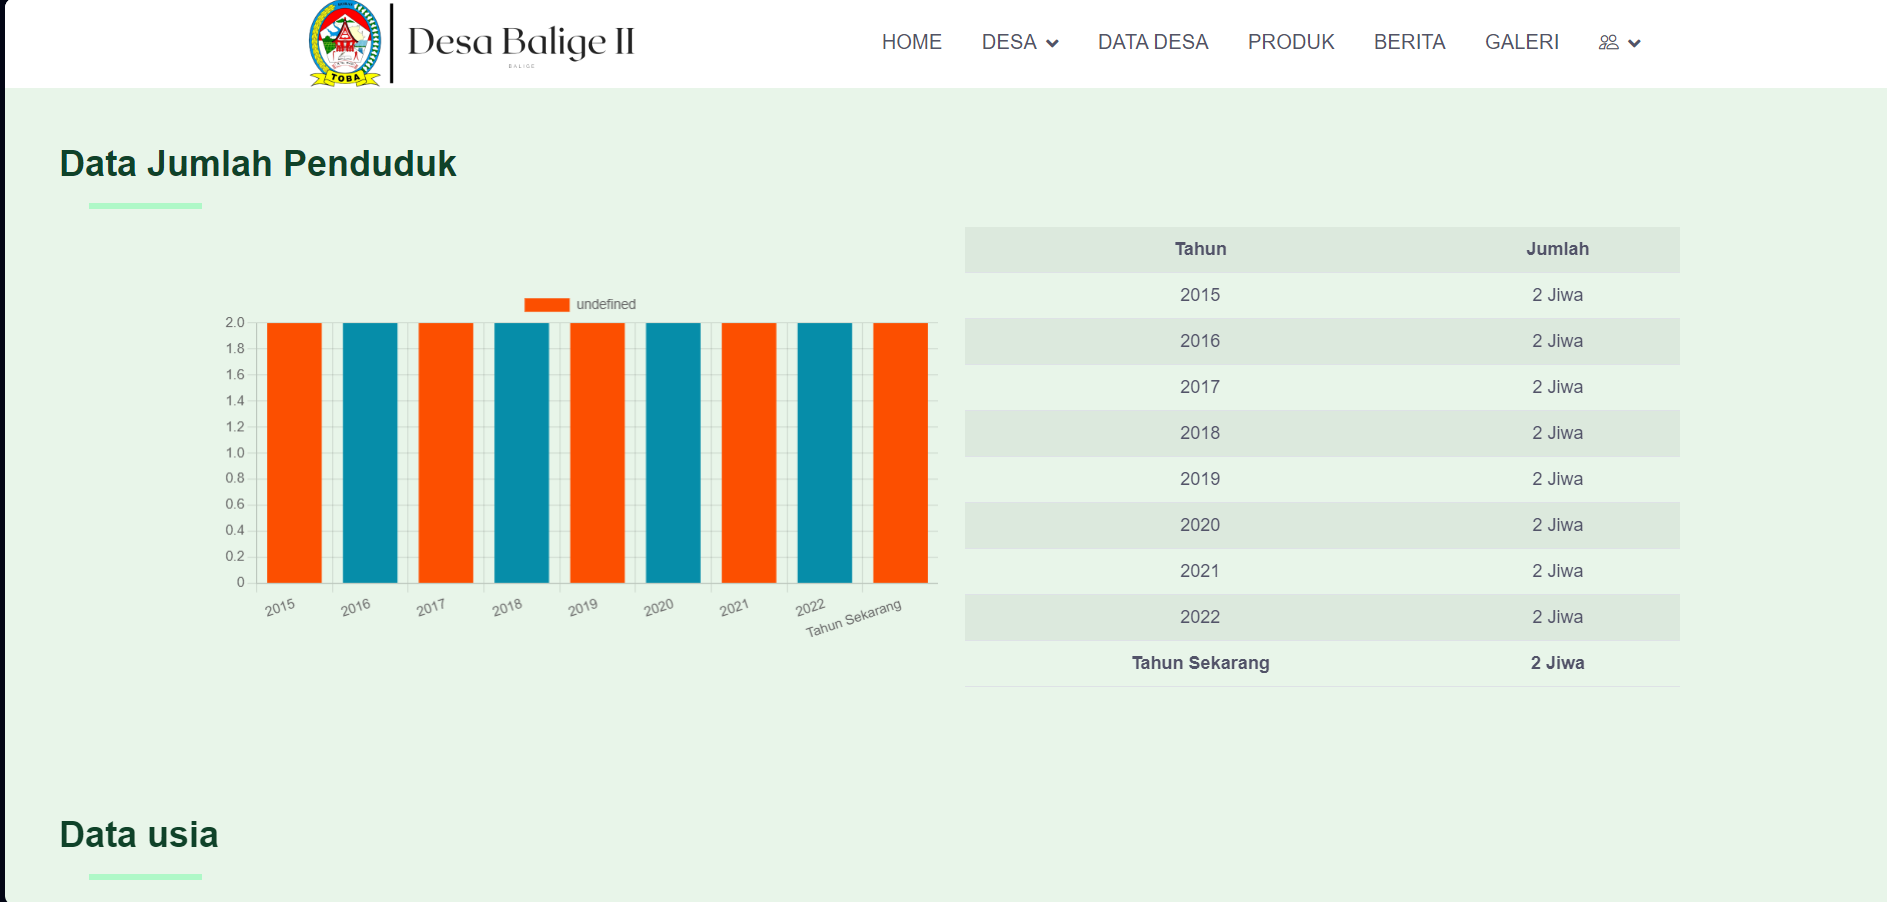 TOBA
Desa Balige II
BALIGE
HOME DESA DATA DESA PRODUK BERITA GALERI
Data Jumlah Penduduk
undefined
2.0
1.8
1.6
1.4
1.2
1.0
0.8
0.6
0.4
0.2
0
2015 2016 2017 2018 2019 2020 2021 2022 Tahun Sekarang
Tahun Jumlah
2015 2 Jiwa
2016 2 Jiwa
2017 2 Jiwa
2018 2 Jiwa
2019 2 Jiwa
2020 2 Jiwa
2021 2 Jiwa
2022 2 Jiwa
Tahun Sekarang 2 Jiwa
Data usia